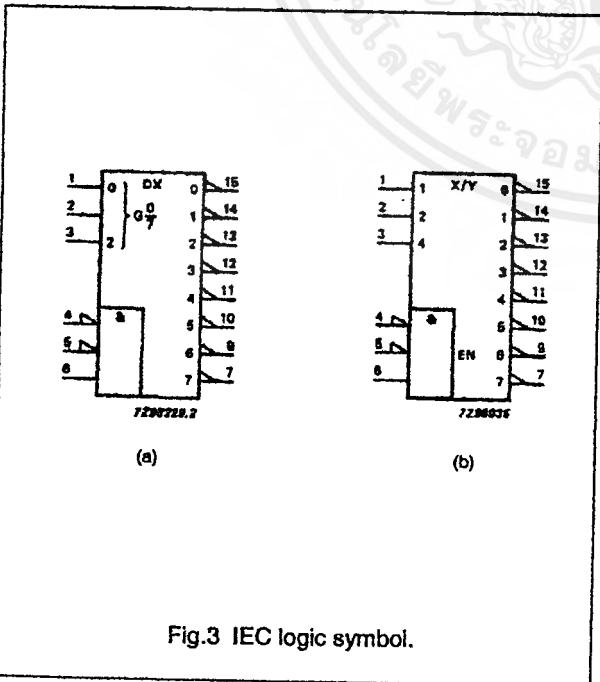 DX
X/Y
1 0 0 15
2 G 0/7 1 14
3 2 2 13
3 12
4 11
4 & 5 10
5 6 9
6 7 7
7Z98229.2
(a)
1 1 0 15
2 2 1 14
3 4 2 13
3 12
4 11
4 & 5 10
5 EN 6 9
6 7 7
(b)
Fig.3 IEC logic symbol.